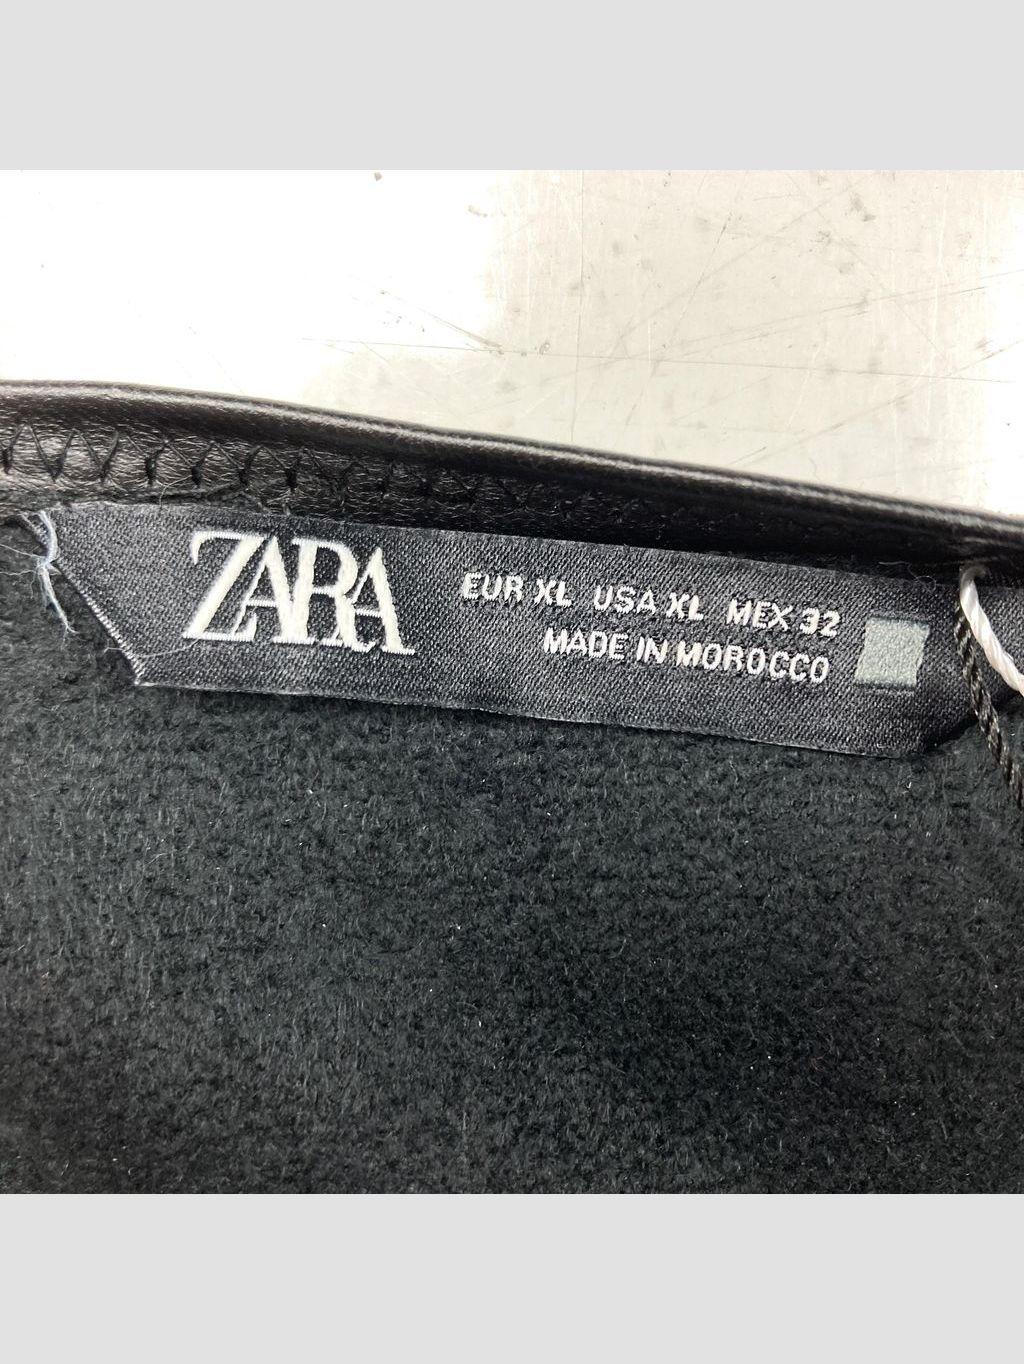 ZARA
EUR XL USA XL MEX 32
MADE IN MOROCCO